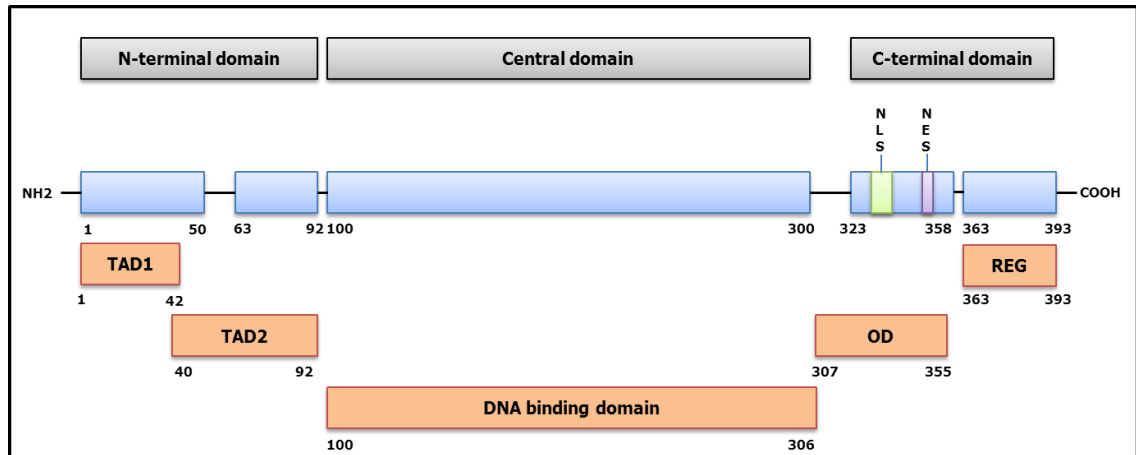 N-terminal domain Central domain C-terminal domain
N
L
S
N
E
S
NH2 COOH
1 50 63 92 100 300 323 358 363 393
TAD1 REG
1 42 363 393
TAD2 OD
40 92 307 355
DNA binding domain
100 306